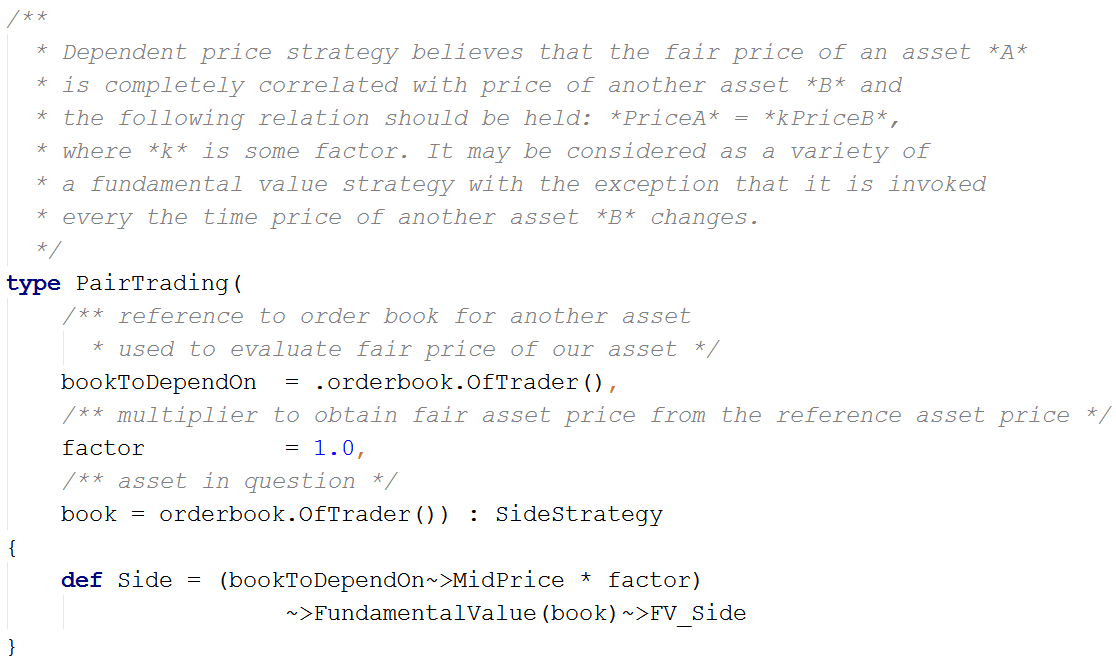 /**
  * Dependent price strategy believes that the fair price of an asset *A*
  * is completely correlated with price of another asset *B* and
  * the following relation should be held: *PriceA* = *kPriceB*,
  * where *k* is some factor. It may be considered as a variety of
  * a fundamental value strategy with the exception that it is invoked
  * every the time price of another asset *B* changes.
  */
type PairTrading(
    /** reference to order book for another asset
      * used to evaluate fair price of our asset */
    bookToDependOn  = .orderbook.OfTrader(),
    /** multiplier to obtain fair asset price from the reference asset price */
    factor          = 1.0,
    /** asset in question */
    book = orderbook.OfTrader()) : SideStrategy
{
    def Side = (bookToDependOn~>MidPrice * factor)
                    ~>FundamentalValue(book)~>FV_Side
}